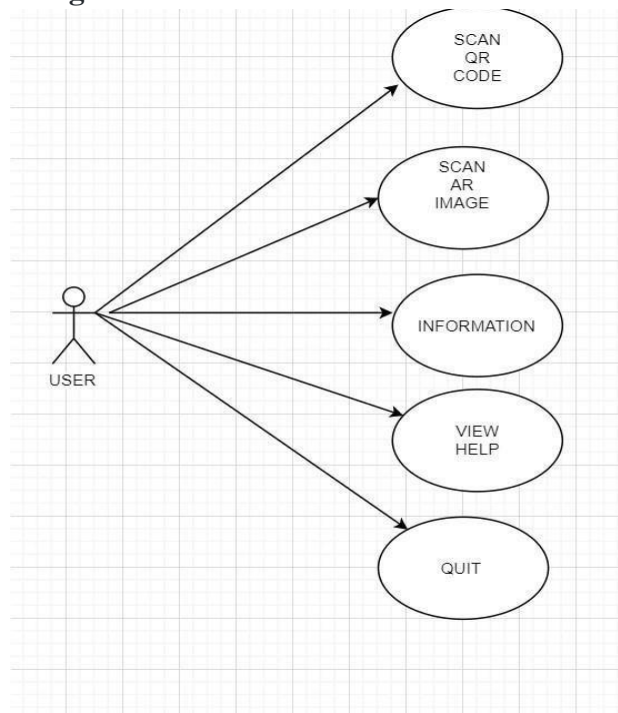 SCAN
QR
CODE
SCAN
AR
IMAGE
INFORMATION
USER
VIEW
HELP
QUIT